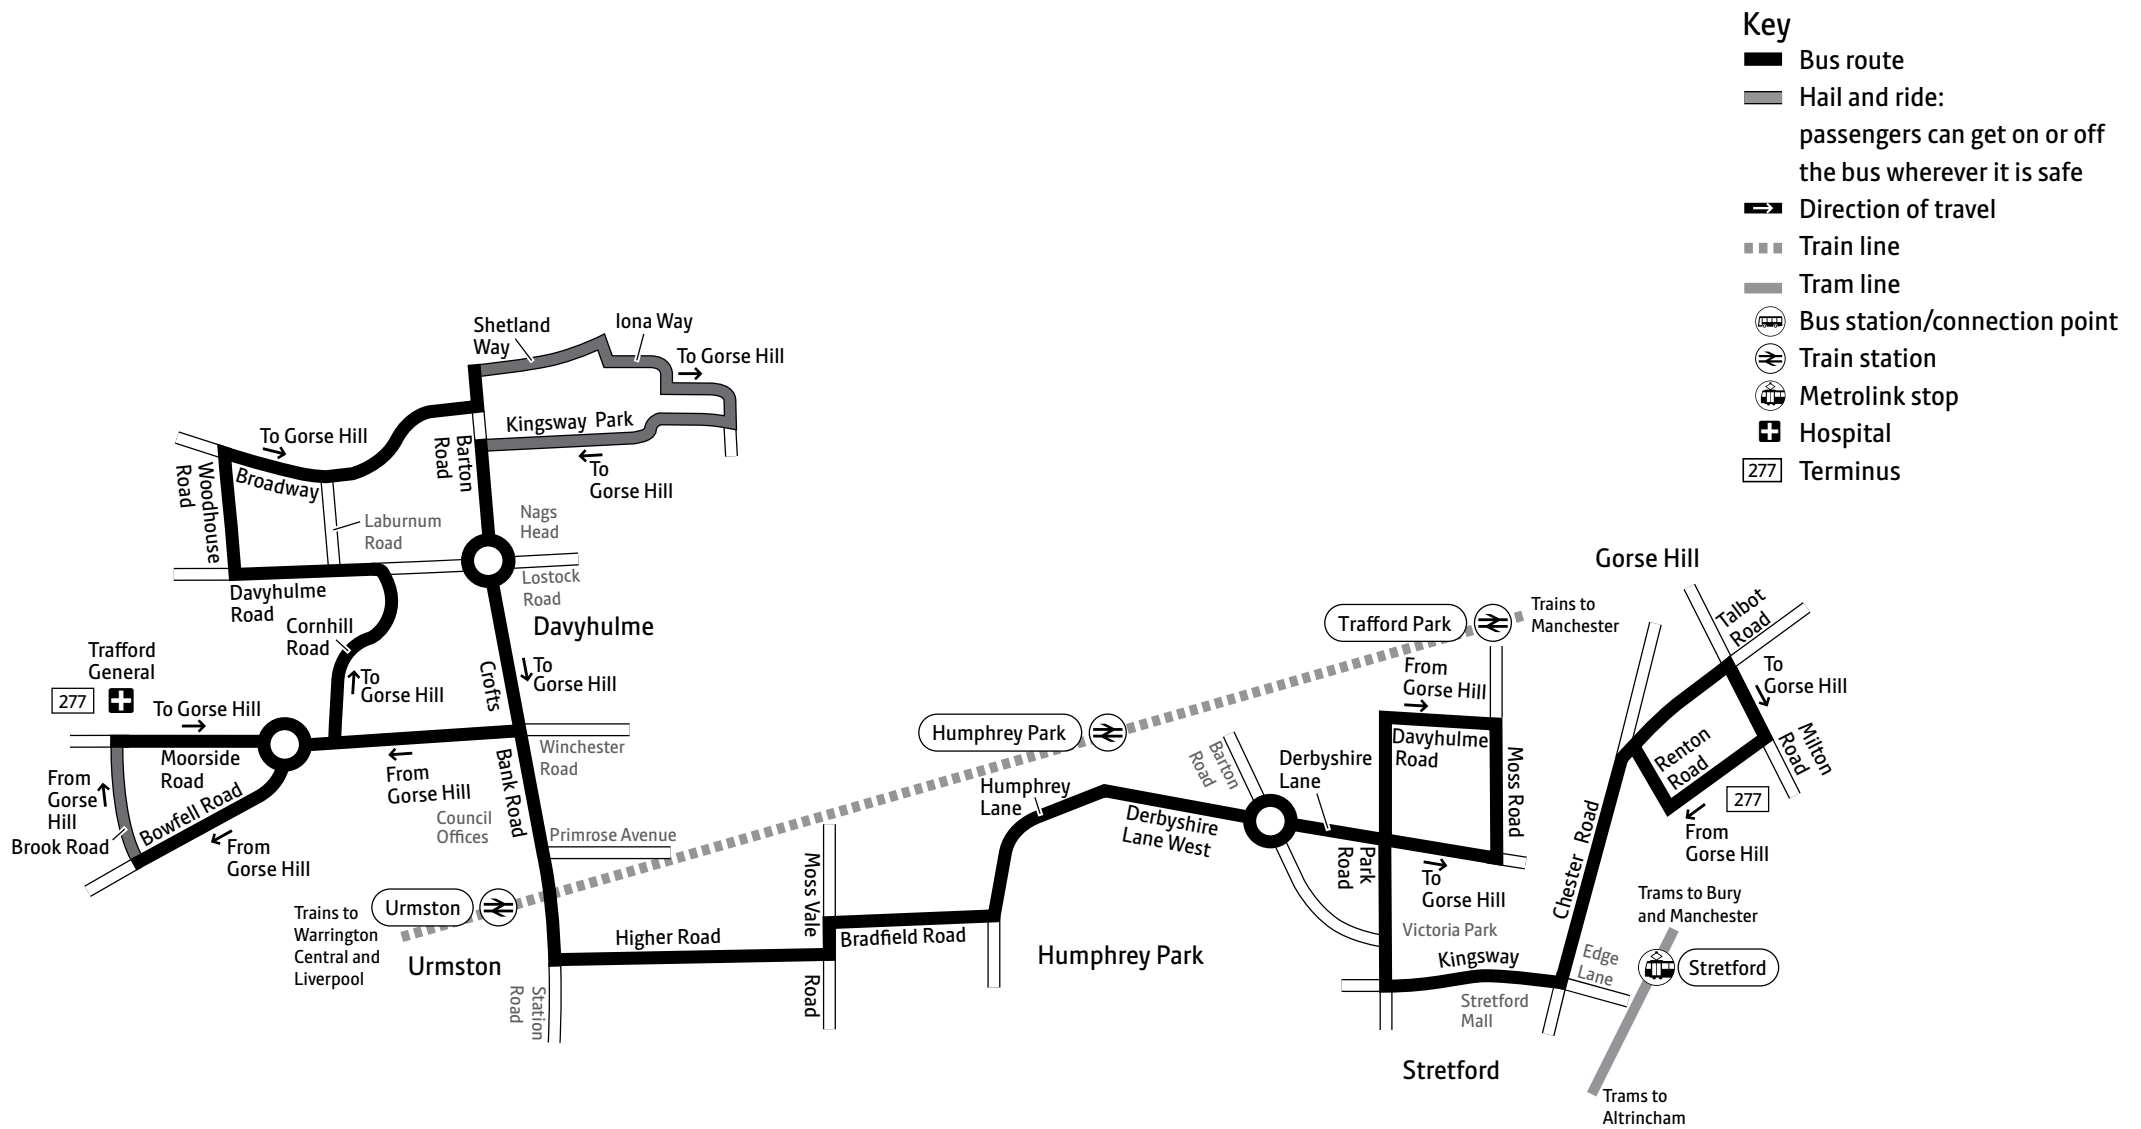 Key
Bus route
Hail and ride:
passengers can get on or off
the bus wherever it is safe
Direction of travel
Train line
Tram line
Bus station/connection point
Train station
Metrolink stop
Hospital
277 Terminus
Shetland
Way
Iona Way
To Gorse Hill
Kingsway Park
To
Gorse Hill
To Gorse Hill
Barton
Road
Woodhouse
Road
Broadway
Laburnum
Road
Nags
Head
Lostock
Road
Davyhulme
Road
Davyhulme
Cornhill
Road
To
Gorse Hill
Crofts
Bank Road
To
Gorse Hill
Trafford
General
277
To Gorse Hill
Moorside
Road
From
Gorse
Hill
Brook Road
Bowfell Road
From
Gorse Hill
From
Gorse Hill
Council
Offices
Winchester
Road
Primrose Avenue
Urmston
Trains to
Warrington
Central and
Liverpool
Urmston
Station
Road
Higher Road
Moss Vale
Road
Bradfield Road
Humphrey Park
Humphrey
Lane
Humphrey Park
Derbyshire
Lane West
Barton
Road
Derbyshire
Lane
Trafford Park
Trains to
Manchester
From
Gorse Hill
Davyhulme
Road
Moss Road
Park
Road
To
Gorse Hill
Victoria Park
Kingsway
Stretford
Mall
Stretford
Chester Road
Edge
Lane
Gorse Hill
Talbot
Road
To
Gorse Hill
Milton
Road
Renton
Road
277
From
Gorse Hill
Trams to Bury
and Manchester
Stretford
Trams to
Altrincham